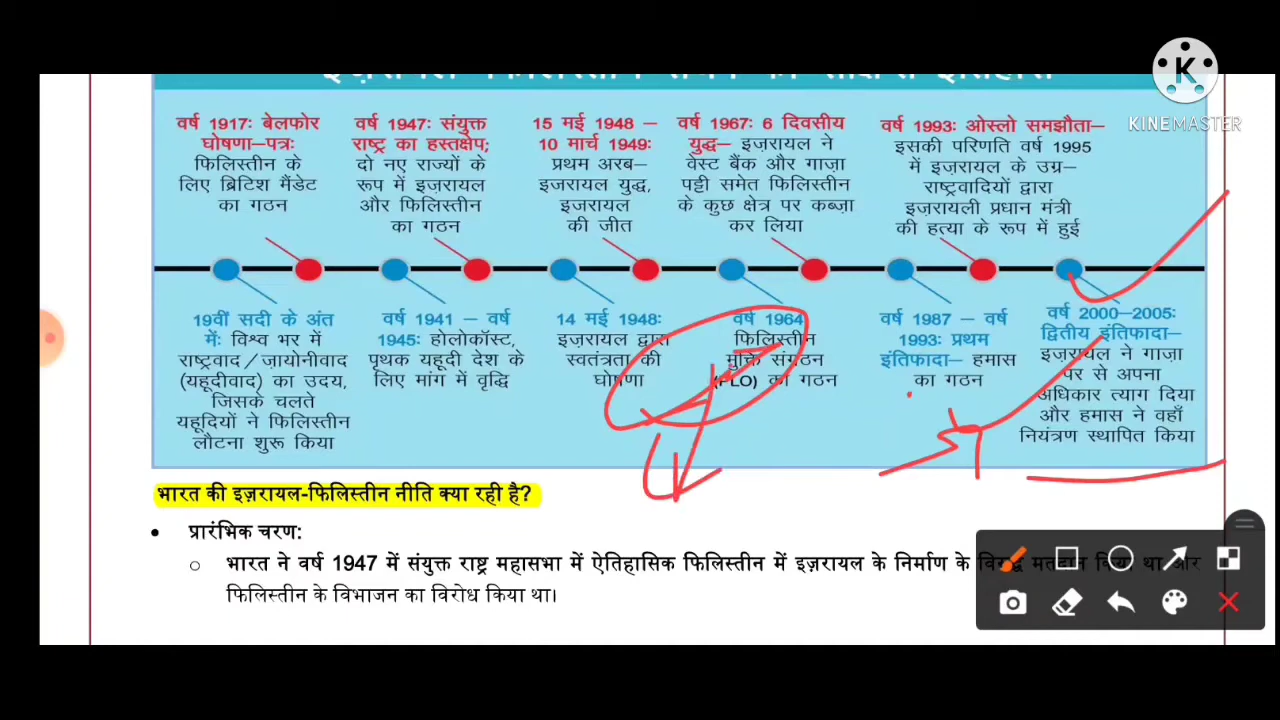 KINEMASTER
वर्ष 1917: बेलफोर
घोषणा–पत्रः
फिलिस्तीन के
लिए ब्रिटिश मैंडेट
का गठन
वर्ष 1947: संयुक्त
राष्ट्र का हस्तक्षेप;
दो नए राज्यों के
रूप में इज़रायल
और फिलिस्तीन
का गठन
15 मई 1948 –
10 मार्च 1949:
प्रथम अरब–
इजरायल युद्ध,
इजरायल
की जीत
वर्ष 1967: 6 दिवसीय
युद्ध– इज़रायल ने
वेस्ट बैंक और गाज़ा
पट्टी समेत फिलिस्तीन
के कुछ क्षेत्र पर कब्ज़ा
कर लिया
वर्ष 1993: ओस्लो समझौता–
इसकी परिणति वर्ष 1995
में इज़रायल के उग्र–
राष्ट्रवादियों द्वारा
इज़रायली प्रधान मंत्री
की हत्या के रूप में हुई
19वीं सदी के अंत
में: विश्व भर में
राष्ट्रवाद/ज़ायोनीवाद
(यहूदीवाद) का उदय,
जिसके चलते
यहूदियों ने फिलिस्तीन
लौटना शुरू किया
वर्ष 1941 – वर्ष
1945: होलोकॉस्ट,
पृथक यहूदी देश के
लिए मांग में वृद्धि
14 मई 1948:
इज़रायल द्वारा
स्वतंत्रता की
घोषणा
वर्ष 1964
फिलिस्तीन
मुक्ति संगठन
(PLO) का गठन
वर्ष 1987 – वर्ष
1993: प्रथम
इंतिफादा– हमास
का गठन
वर्ष 2000–2005:
द्वितीय इंतिफादा–
इज़रायल ने गाज़ा
पर से अपना
अधिकार त्याग दिया
और हमास ने वहाँ
नियंत्रण स्थापित किया
भारत की इज़रायल-फिलिस्तीन नीति क्या रही है?
• प्रारंभिक चरण:
o भारत ने वर्ष 1947 में संयुक्त राष्ट्र महासभा में ऐतिहासिक फिलिस्तीन में इज़रायल के निर्माण के विरुद्ध मतदान किया था और
फिलिस्तीन के विभाजन का विरोध किया था।